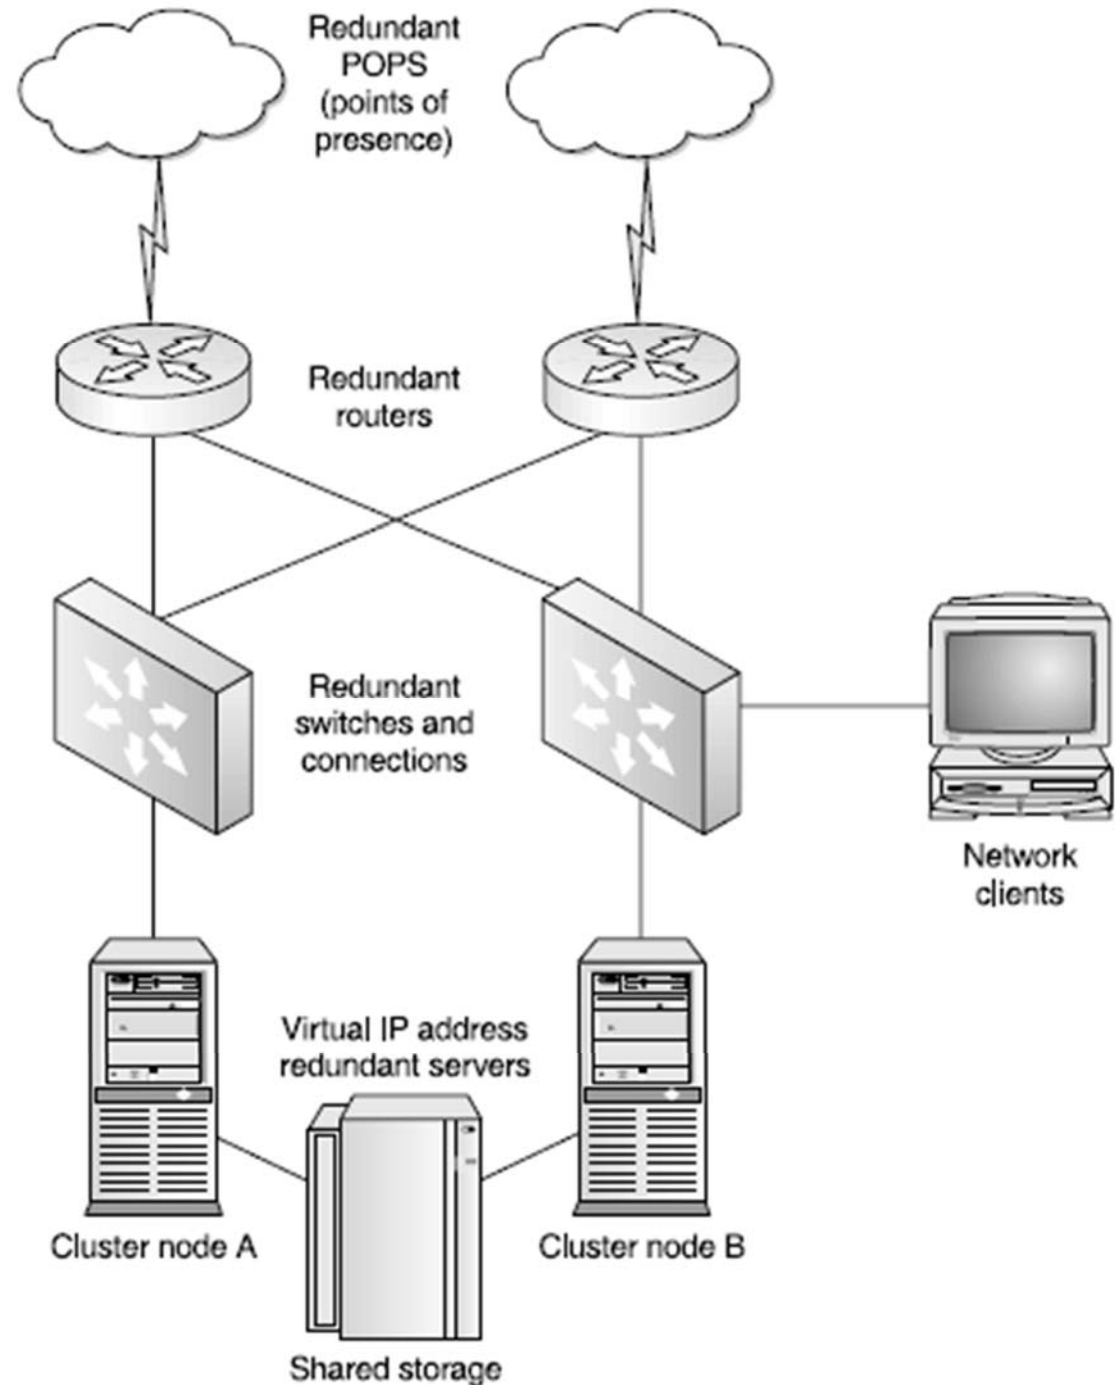 Redundant
POPS
(points of
presence)
Redundant
routers
Redundant
switches and
connections
Network
clients
Virtual IP address
redundant servers
Cluster node A
Cluster node B
Shared storage